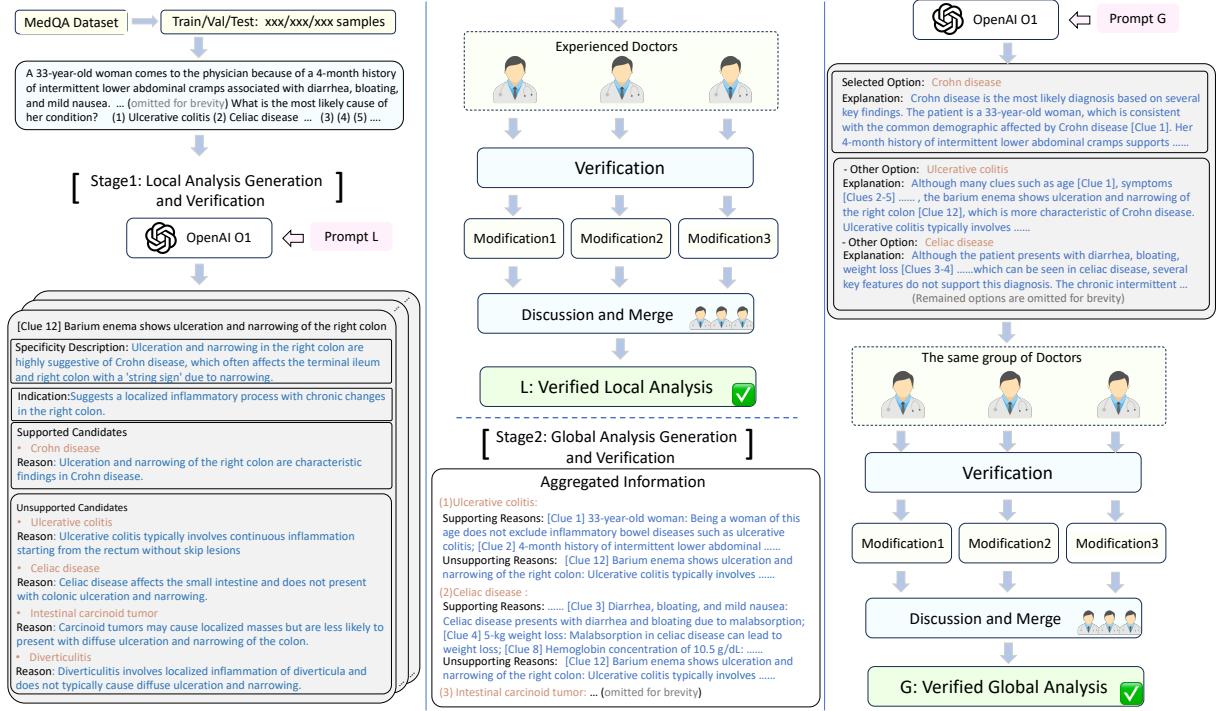 MedQA Dataset
Train/Val/Test: xxx/xxx/xxx samples
A 33-year-old woman comes to the physician because of a 4-month history
of intermittent lower abdominal cramps associated with diarrhea, bloating,
and mild nausea. ... (omitted for brevity) What is the most likely cause of
her condition? (1) Ulcerative colitis (2) Celiac disease ... (3) (4) (5) ....
[ Stage1: Local Analysis Generation
and Verification ]
OpenAI O1
Prompt L
[Clue 12] Barium enema shows ulceration and narrowing of the right colon
Specificity Description: Ulceration and narrowing in the right colon are
highly suggestive of Crohn disease, which often affects the terminal ileum
and right colon with a 'string sign' due to narrowing.
Indication:Suggests a localized inflammatory process with chronic changes
in the right colon.
Supported Candidates
• Crohn disease
Reason: Ulceration and narrowing of the right colon are characteristic
findings in Crohn disease.
Unsupported Candidates
• Ulcerative colitis
Reason: Ulcerative colitis typically involves continuous inflammation
starting from the rectum without skip lesions
• Celiac disease
Reason: Celiac disease affects the small intestine and does not present
with colonic ulceration and narrowing.
• Intestinal carcinoid tumor
Reason: Carcinoid tumors may cause localized masses but are less likely to
present with diffuse ulceration and narrowing of the colon.
• Diverticulitis
Reason: Diverticulitis involves localized inflammation of diverticula and
does not typically cause diffuse ulceration and narrowing.
Experienced Doctors
Verification
Modification1
Modification2
Modification3
Discussion and Merge
L: Verified Local Analysis
[ Stage2: Global Analysis Generation
and Verification ]
Aggregated Information
(1)Ulcerative colitis:
Supporting Reasons: [Clue 1] 33-year-old woman: Being a woman of this
age does not exclude inflammatory bowel diseases such as ulcerative
colitis; [Clue 2] 4-month history of intermittent lower abdominal ......
Unsupporting Reasons: [Clue 12] Barium enema shows ulceration and
narrowing of the right colon: Ulcerative colitis typically involves ......
(2)Celiac disease :
Supporting Reasons: ...... [Clue 3] Diarrhea, bloating, and mild nausea:
Celiac disease presents with diarrhea and bloating due to malabsorption;
[Clue 4] 5-kg weight loss: Malabsorption in celiac disease can lead to
weight loss; [Clue 8] Hemoglobin concentration of 10.5 g/dL: ......
Unsupporting Reasons: [Clue 12] Barium enema shows ulceration and
narrowing of the right colon: Ulcerative colitis typically involves ......
(3) Intestinal carcinoid tumor: ... (omitted for brevity)
OpenAI O1
Prompt G
Selected Option: Crohn disease
Explanation: Crohn disease is the most likely diagnosis based on several
key findings. The patient is a 33-year-old woman, which is consistent
with the common demographic affected by Crohn disease [Clue 1]. Her
4-month history of intermittent lower abdominal cramps supports ......
- Other Option: Ulcerative colitis
Explanation: Although many clues such as age [Clue 1], symptoms
[Clues 2-5] ...... , the barium enema shows ulceration and narrowing of
the right colon [Clue 12], which is more characteristic of Crohn disease.
Ulcerative colitis typically involves ......
- Other Option: Celiac disease
Explanation: Although the patient presents with diarrhea, bloating,
weight loss [Clues 3-4] ......which can be seen in celiac disease, several
key features do not support this diagnosis. The chronic intermittent ...
(Remained options are omitted for brevity)
The same group of Doctors
Verification
Modification1
Modification2
Modification3
Discussion and Merge
G: Verified Global Analysis